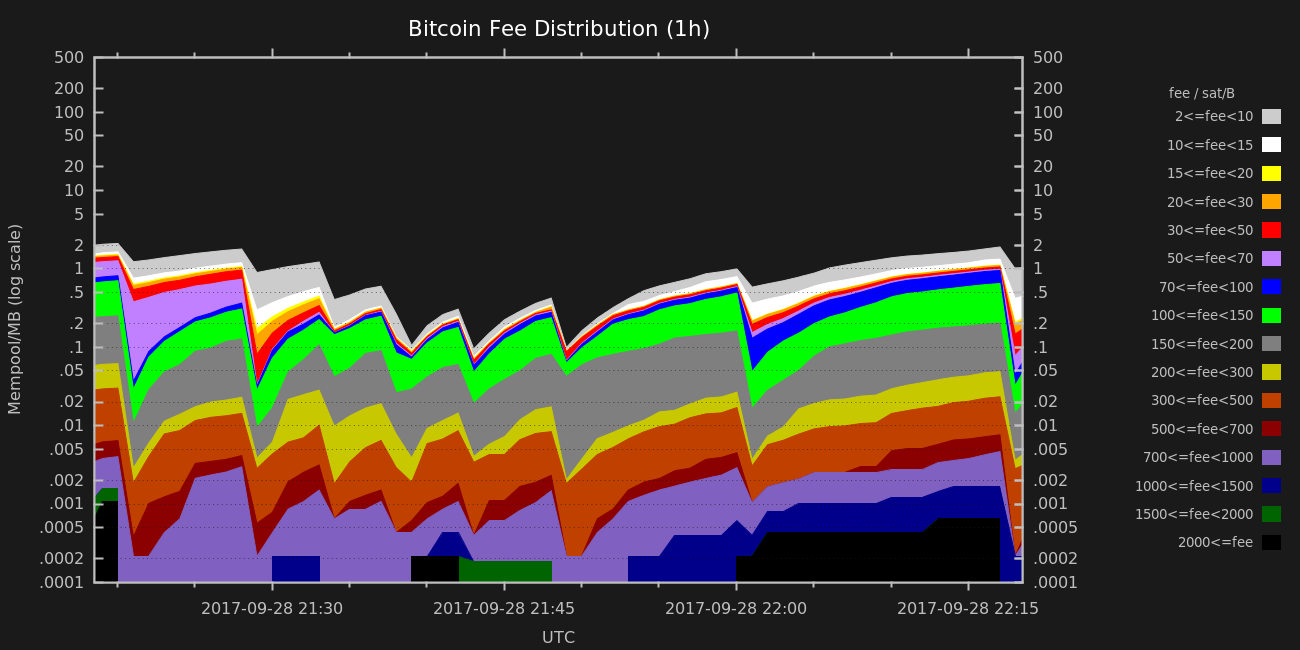 Bitcoin Fee Distribution (1h)
500 500
200 200
100 100
50 50
20 20
10 10
5 5
2 2
1 1
.5 .5
.2 .2
.1 .1
.05 .05
.02 .02
.01 .01
.005 .005
.002 .002
.001 .001
.0005 .0005
.0002 .0002
.0001 .0001
Mempool/MB (log scale)
2017-09-28 21:30 2017-09-28 21:45 2017-09-28 22:00 2017-09-28 22:15
UTC
fee / sat/B
2<=fee<10
10<=fee<15
15<=fee<20
20<=fee<30
30<=fee<50
50<=fee<70
70<=fee<100
100<=fee<150
150<=fee<200
200<=fee<300
300<=fee<500
500<=fee<700
700<=fee<1000
1000<=fee<1500
1500<=fee<2000
2000<=fee